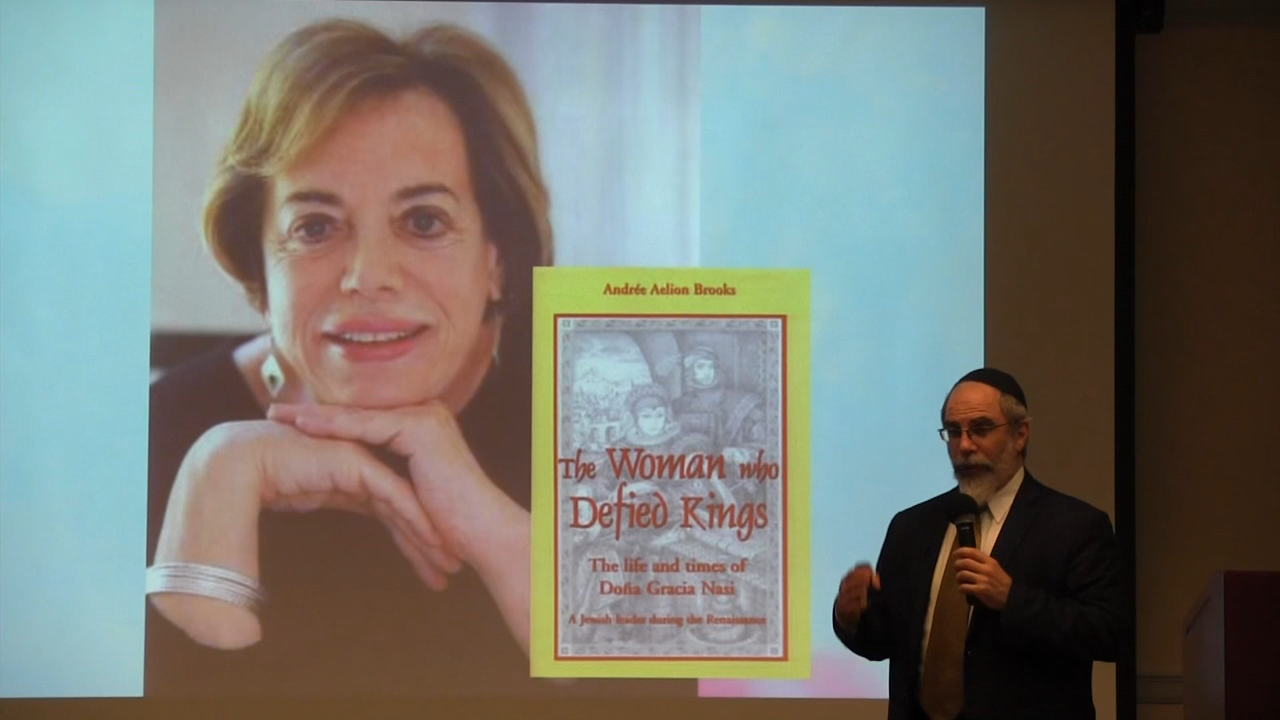 Andrée Aelion Brooks
The Woman who
Defied Kings
The life and times of
Doña Gracia Nasi
A Jewish leader during the Renaissance